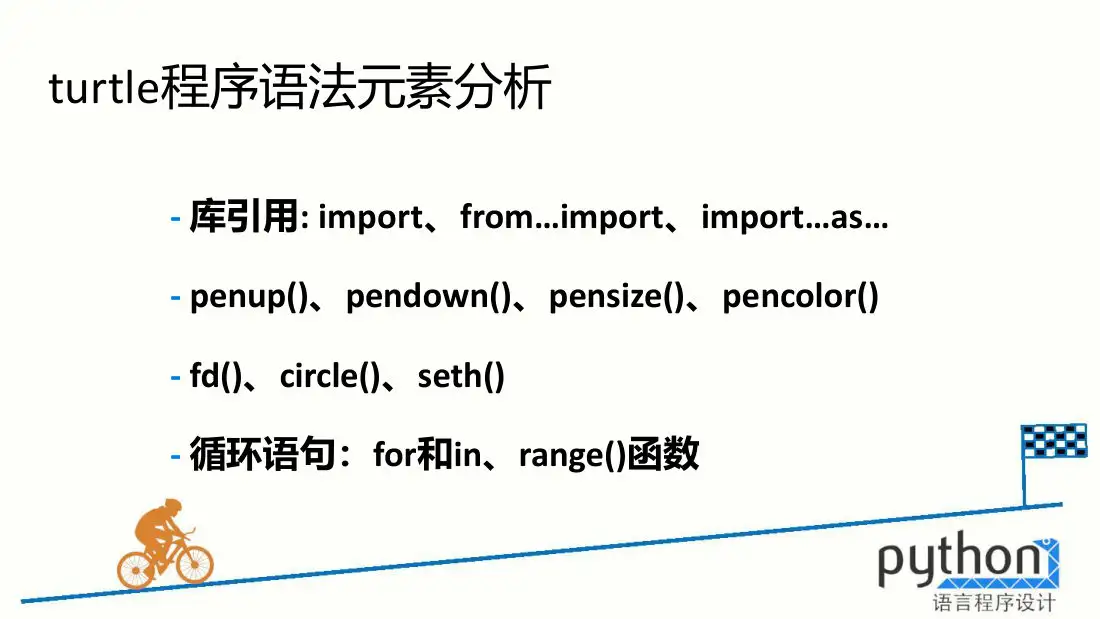 turtle程序语法元素分析
- 库引用: import、from…import、import…as…
- penup()、pendown()、pensize()、pencolor()
- fd()、circle()、seth()
- 循环语句：for和in、range()函数
python
语言程序设计